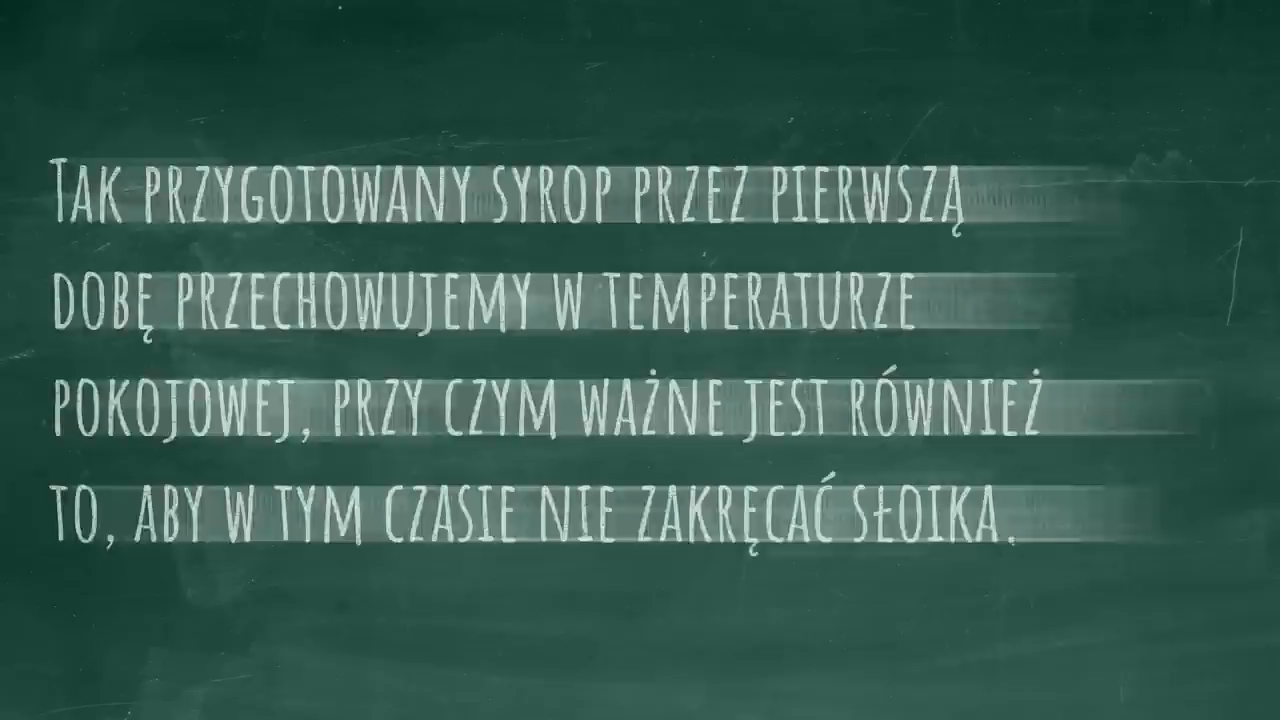 Tak przygotowany syrop przez pierwszą
dobę przechowujemy w temperaturze
pokojowej, przy czym ważne jest również
to, aby w tym czasie nie zakręcać słoika.